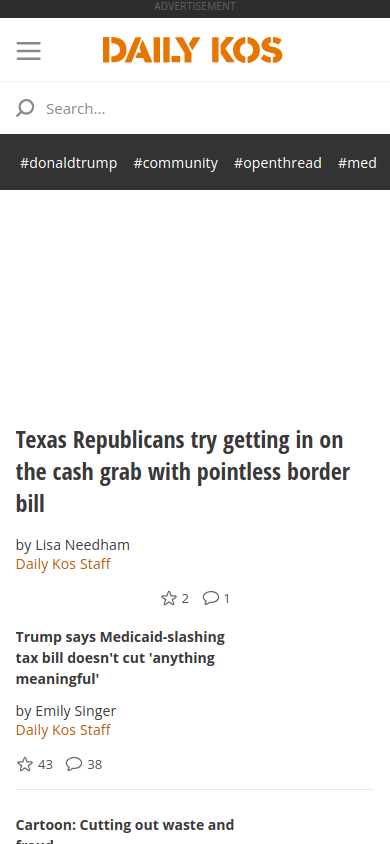 ADVERTISEMENT
DAILY KOS
Search...
#donaldtrump #community #openthread #med
Texas Republicans try getting in on
the cash grab with pointless border
bill
by Lisa Needham
Daily Kos Staff
2 1
Trump says Medicaid-slashing
tax bill doesn't cut 'anything
meaningful'
by Emily Singer
Daily Kos Staff
43 38
Cartoon: Cutting out waste and
fraud